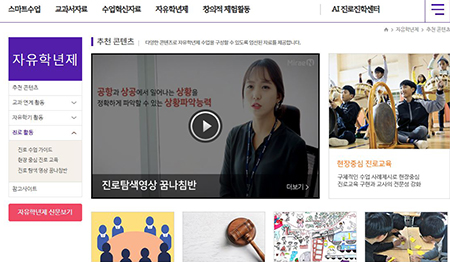 스마트수업 교과서자료 수업혁신자료 자유학년제 창의적 체험활동 AI 진로진학센터
자유학년제
추천 콘텐츠
자유학년제
추천 콘텐츠
교과 연계 활동
자유학기 활동
진로 활동
진로 수업 가이드
현장 중심 진로 교육
진로 탐색 영상 꿈나침반
참고사이트
자유학년제 신문보기
추천 콘텐츠 다양한 콘텐츠로 자유학년제 수업을 구성할 수 있도록 엄선된 자료를 제공합니다.
공항과 상공에서 일어나는 상황을
정확하게 파악할 수 있는 상황파악능력
진로탐색영상 꿈나침반
더보기 >
현장중심 진로교육
구체적인 수업 사례제시로 현장중심
진로교육 구현과 교사의 전문성 강화